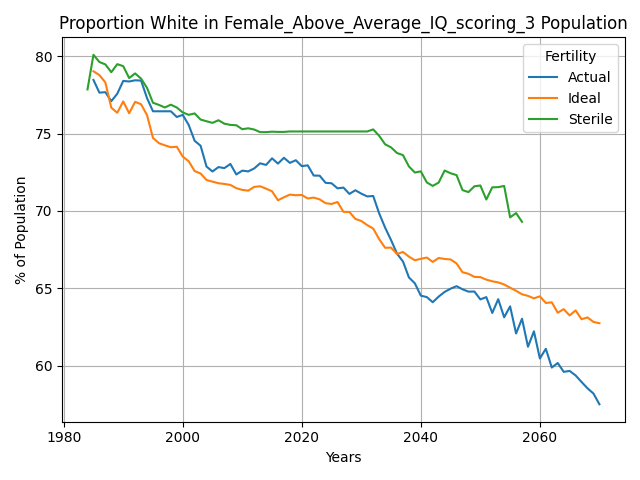 Proportion White in Female_Above_Average_IQ_scoring_3 Population
Fertility
Actual
Ideal
Sterile
% of Population
80
75
70
65
60
1980
2000
2020
2040
2060
Years